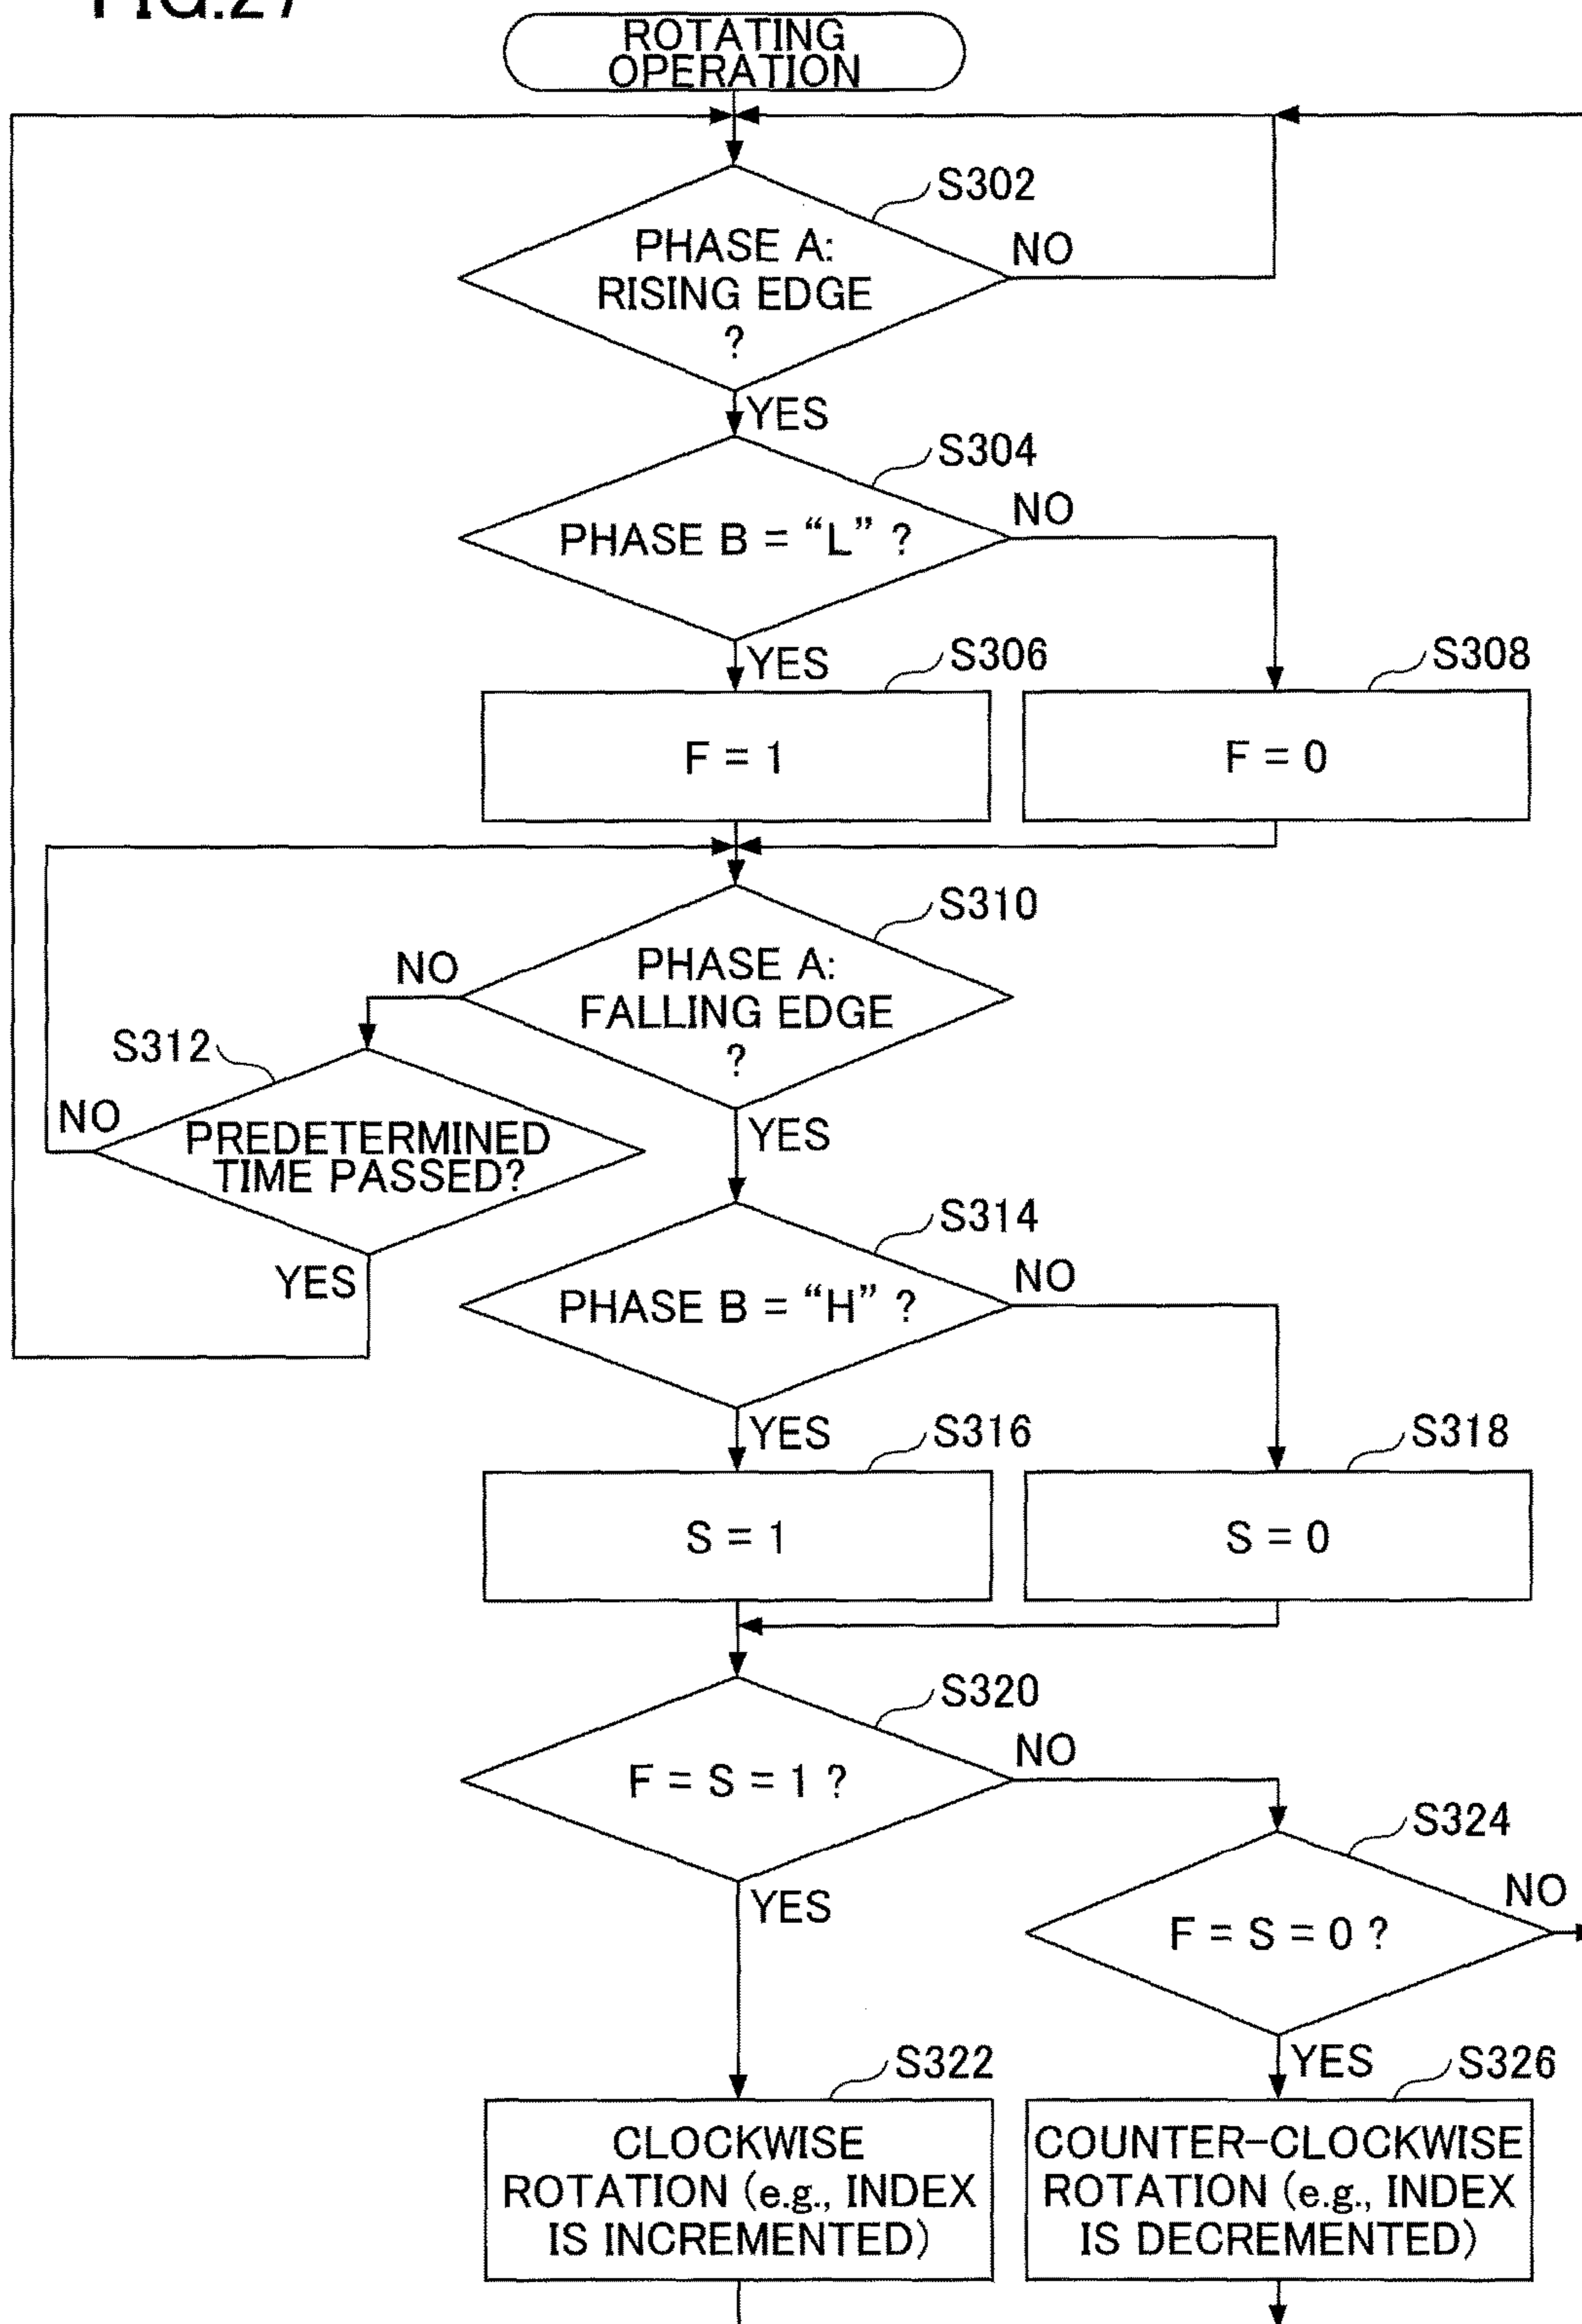 FIG.27
ROTATING
OPERATION
S302
PHASE A:
RISING EDGE
?
NO
YES
S304
PHASE B = “L” ?
NO
YES
S306
F = 1
S308
F = 0
S310
PHASE A:
FALLING EDGE
?
NO
YES
S312
PREDETERMINED
TIME PASSED?
NO
YES
S314
PHASE B = “H” ?
NO
YES
S316
S = 1
S318
S = 0
S320
F = S = 1 ?
NO
YES
S324
F = S = 0 ?
NO
YES
S322
CLOCKWISE
ROTATION (e.g., INDEX
IS INCREMENTED)
S326
COUNTER-CLOCKWISE
ROTATION (e.g., INDEX
IS DECREMENTED)